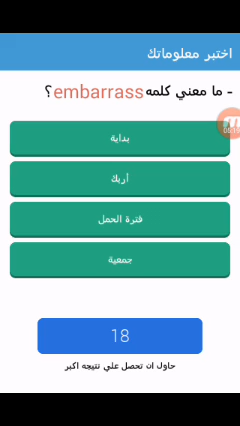 اختبر معلوماتك
- ما معني كلمه embarrass ؟
بداية
أربك
فترة الحمل
جمعية
18
حاول ان تحصل علي نتيجه اكبر